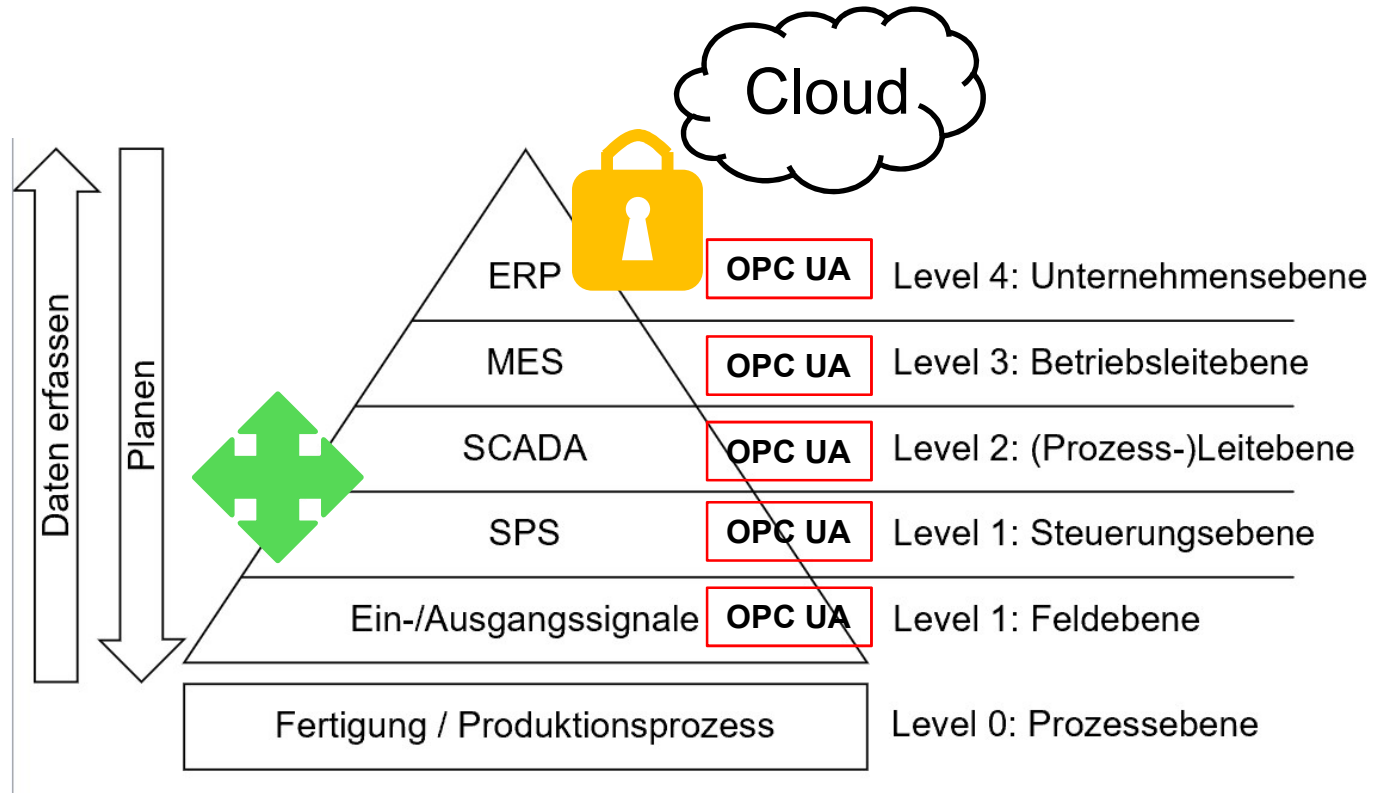 Cloud
Daten erfassen
Planen
ERP OPC UA Level 4: Unternehmensebene
MES OPC UA Level 3: Betriebsleitebene
SCADA OPC UA Level 2: (Prozess-)Leitebene
SPS OPC UA Level 1: Steuerungsebene
Ein-/Ausgangssignale OPC UA Level 1: Feldebene
Fertigung / Produktionsprozess Level 0: Prozessebene